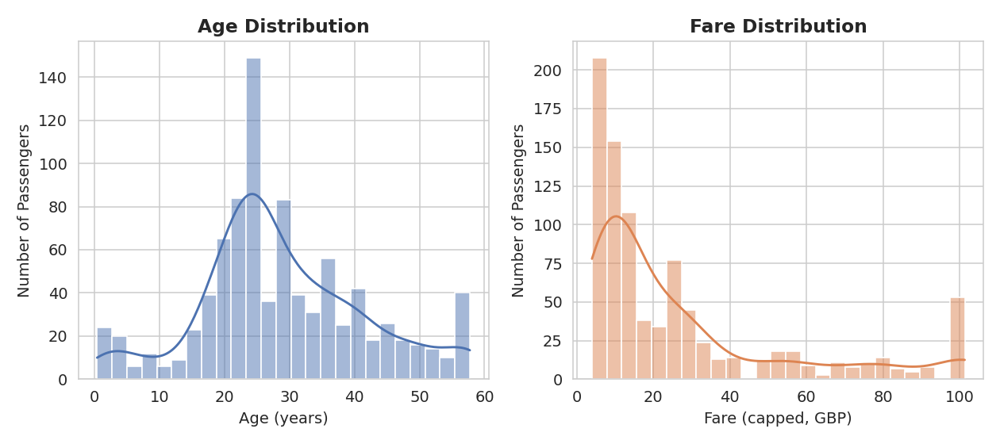 Age Distribution
Number of Passengers
140
120
100
80
60
40
20
0
0 10 20 30 40 50 60
Age (years)
Fare Distribution
Number of Passengers
200
175
150
125
100
75
50
25
0
0 20 40 60 80 100
Fare (capped, GBP)